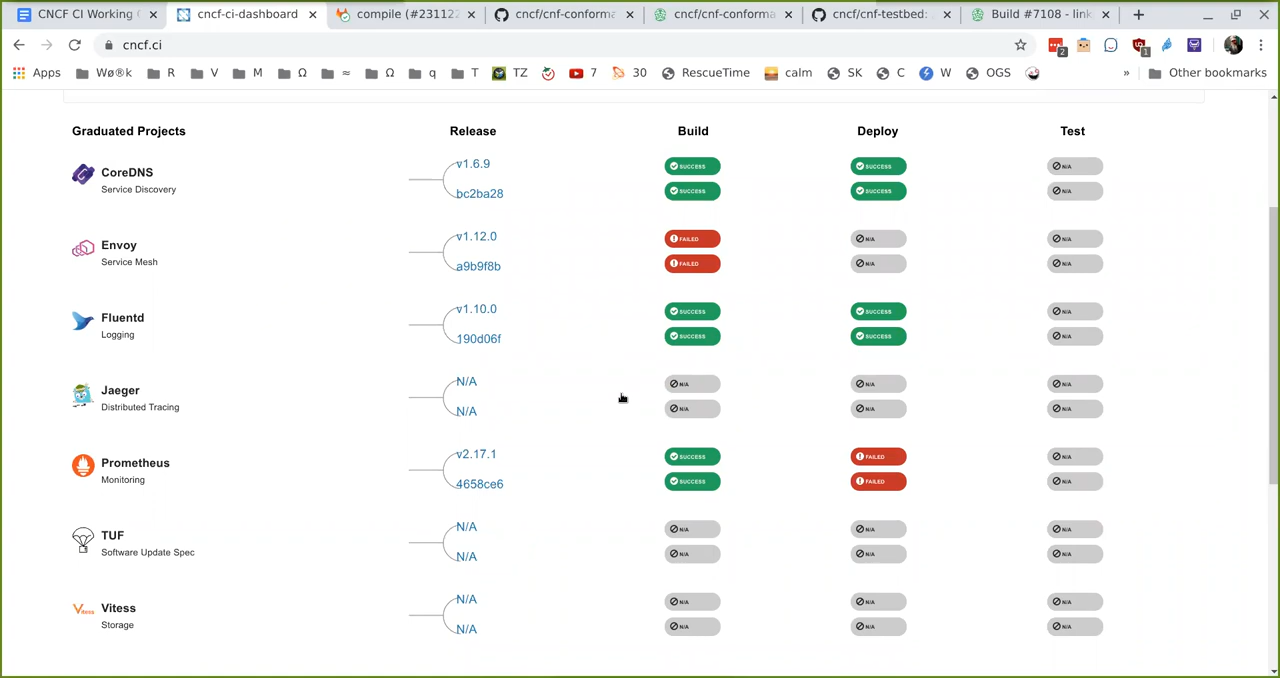 CNCF CI Working
cncf-ci-dashboard
compile (#231122
cncf/cnf-conforma
cncf/cnf-conforma
cncf/cnf-testbed:
Build #7108 - link
cncf.ci
2
1
Apps
Wø®k
R
V
M
Ω
≈
Ω
q
T
TZ
7
30
RescueTime
calm
SK
C
W
OGS
»
Other bookmarks
Graduated Projects Release Build Deploy Test
CoreDNS
Service Discovery
v1.6.9 SUCCESS SUCCESS N/A
bc2ba28 SUCCESS SUCCESS N/A
Envoy
Service Mesh
v1.12.0 FAILED N/A N/A
a9b9f8b FAILED N/A N/A
Fluentd
Logging
v1.10.0 SUCCESS SUCCESS N/A
190d06f SUCCESS SUCCESS N/A
Jaeger
Distributed Tracing
N/A N/A N/A N/A
N/A N/A N/A N/A
Prometheus
Monitoring
v2.17.1 SUCCESS FAILED N/A
4658ce6 SUCCESS FAILED N/A
TUF
Software Update Spec
N/A N/A N/A N/A
N/A N/A N/A N/A
Vitess
Vitess
Storage
N/A N/A N/A N/A
N/A N/A N/A N/A